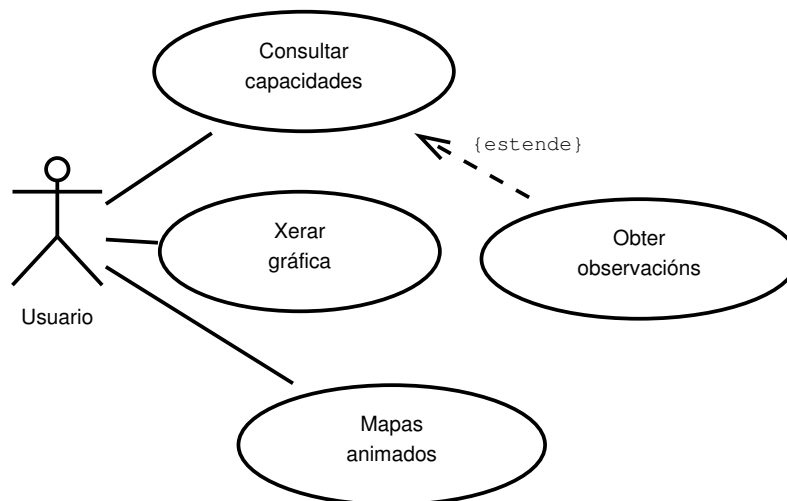 Consultar
capacidades
{estende}
Xerar
gráfica
Obter
observacións
Usuario
Mapas
animados